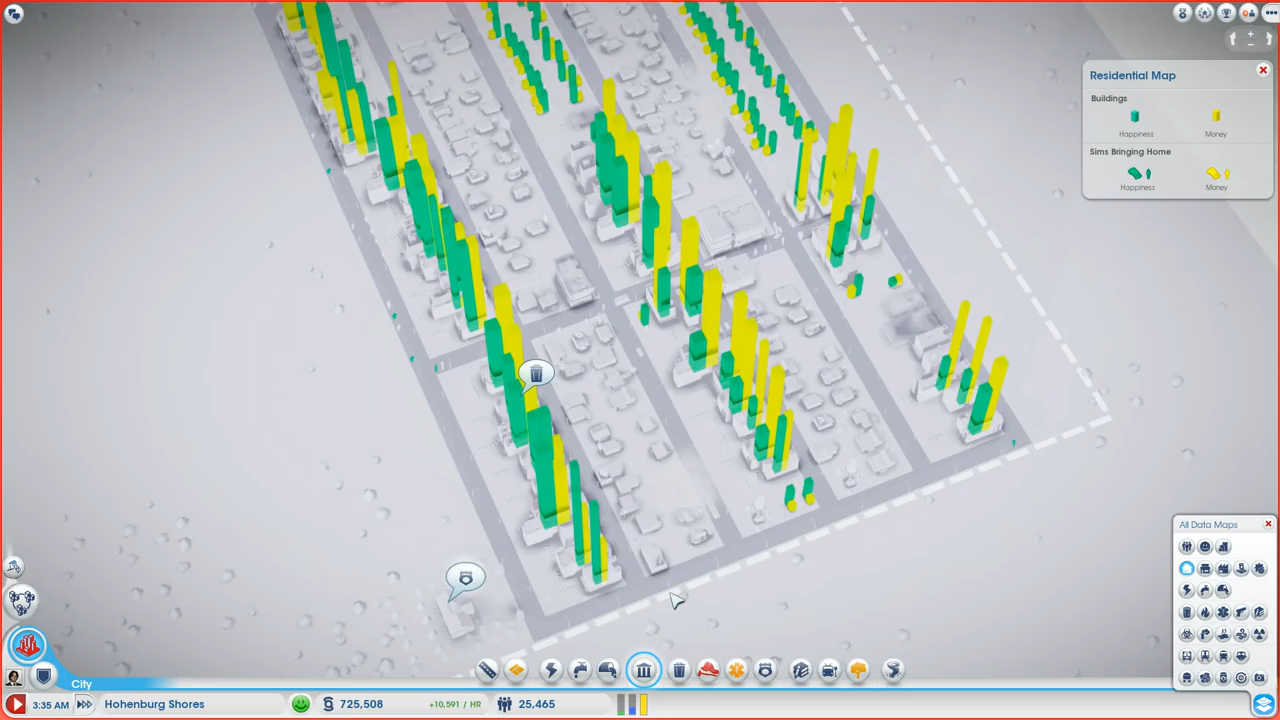 Residential Map
Buildings
Happiness Money
Sims Bringing Home
Happiness Money
All Data Maps
City
3:35 AM Hohenburg Shores 725,508 +10,591 / HR 25,465